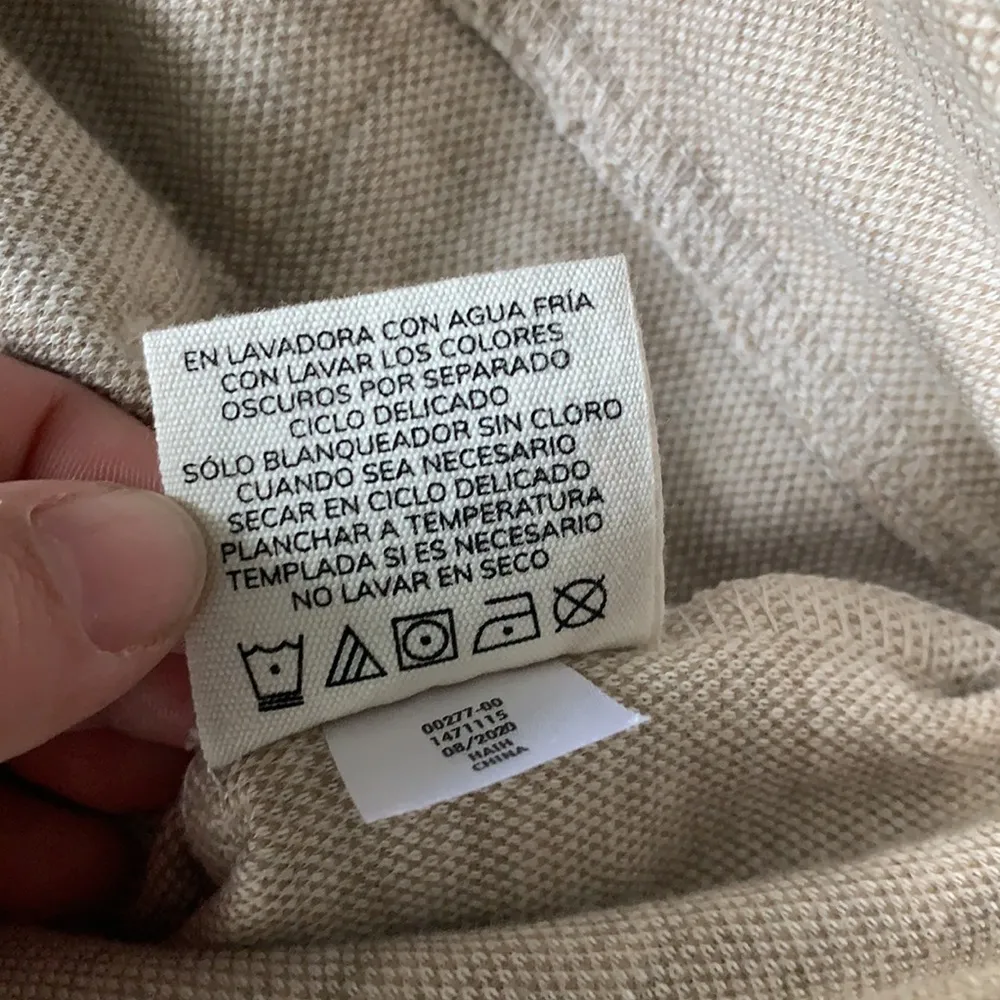 EN LAVADORA CON AGUA FRÍA
CON LAVAR LOS COLORES
OSCUROS POR SEPARADO
CICLO DELICADO
SÓLO BLANQUEADOR SIN CLORO
CUANDO SEA NECESARIO
SECAR EN CICLO DELICADO
PLANCHAR A TEMPERATURA
TEMPLADA SI ES NECESARIO
NO LAVAR EN SECO
00277-00
1471115
08/2020
HAIH
CHINA